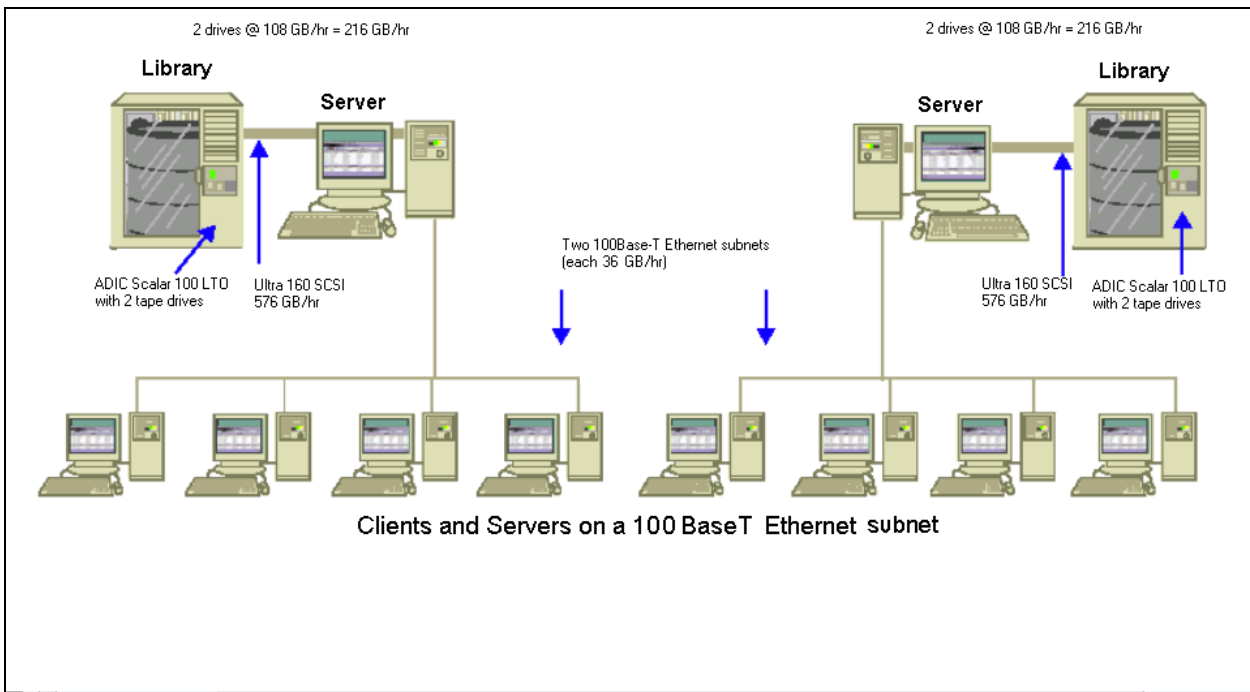 2 drives @ 108 GB/hr = 216 GB/hr
2 drives @ 108 GB/hr = 216 GB/hr
Library
Server
Server
Library
Two 100Base-T Ethernet subnets
(each 36 GB/hr)
ADIC Scalar 100 LTO
with 2 tape drives
Ultra 160 SCSI
576 GB/hr
Ultra 160 SCSI
576 GB/hr
ADIC Scalar 100 LTO
with 2 tape drives
Clients and Servers on a 100 BaseT Ethernet subnet